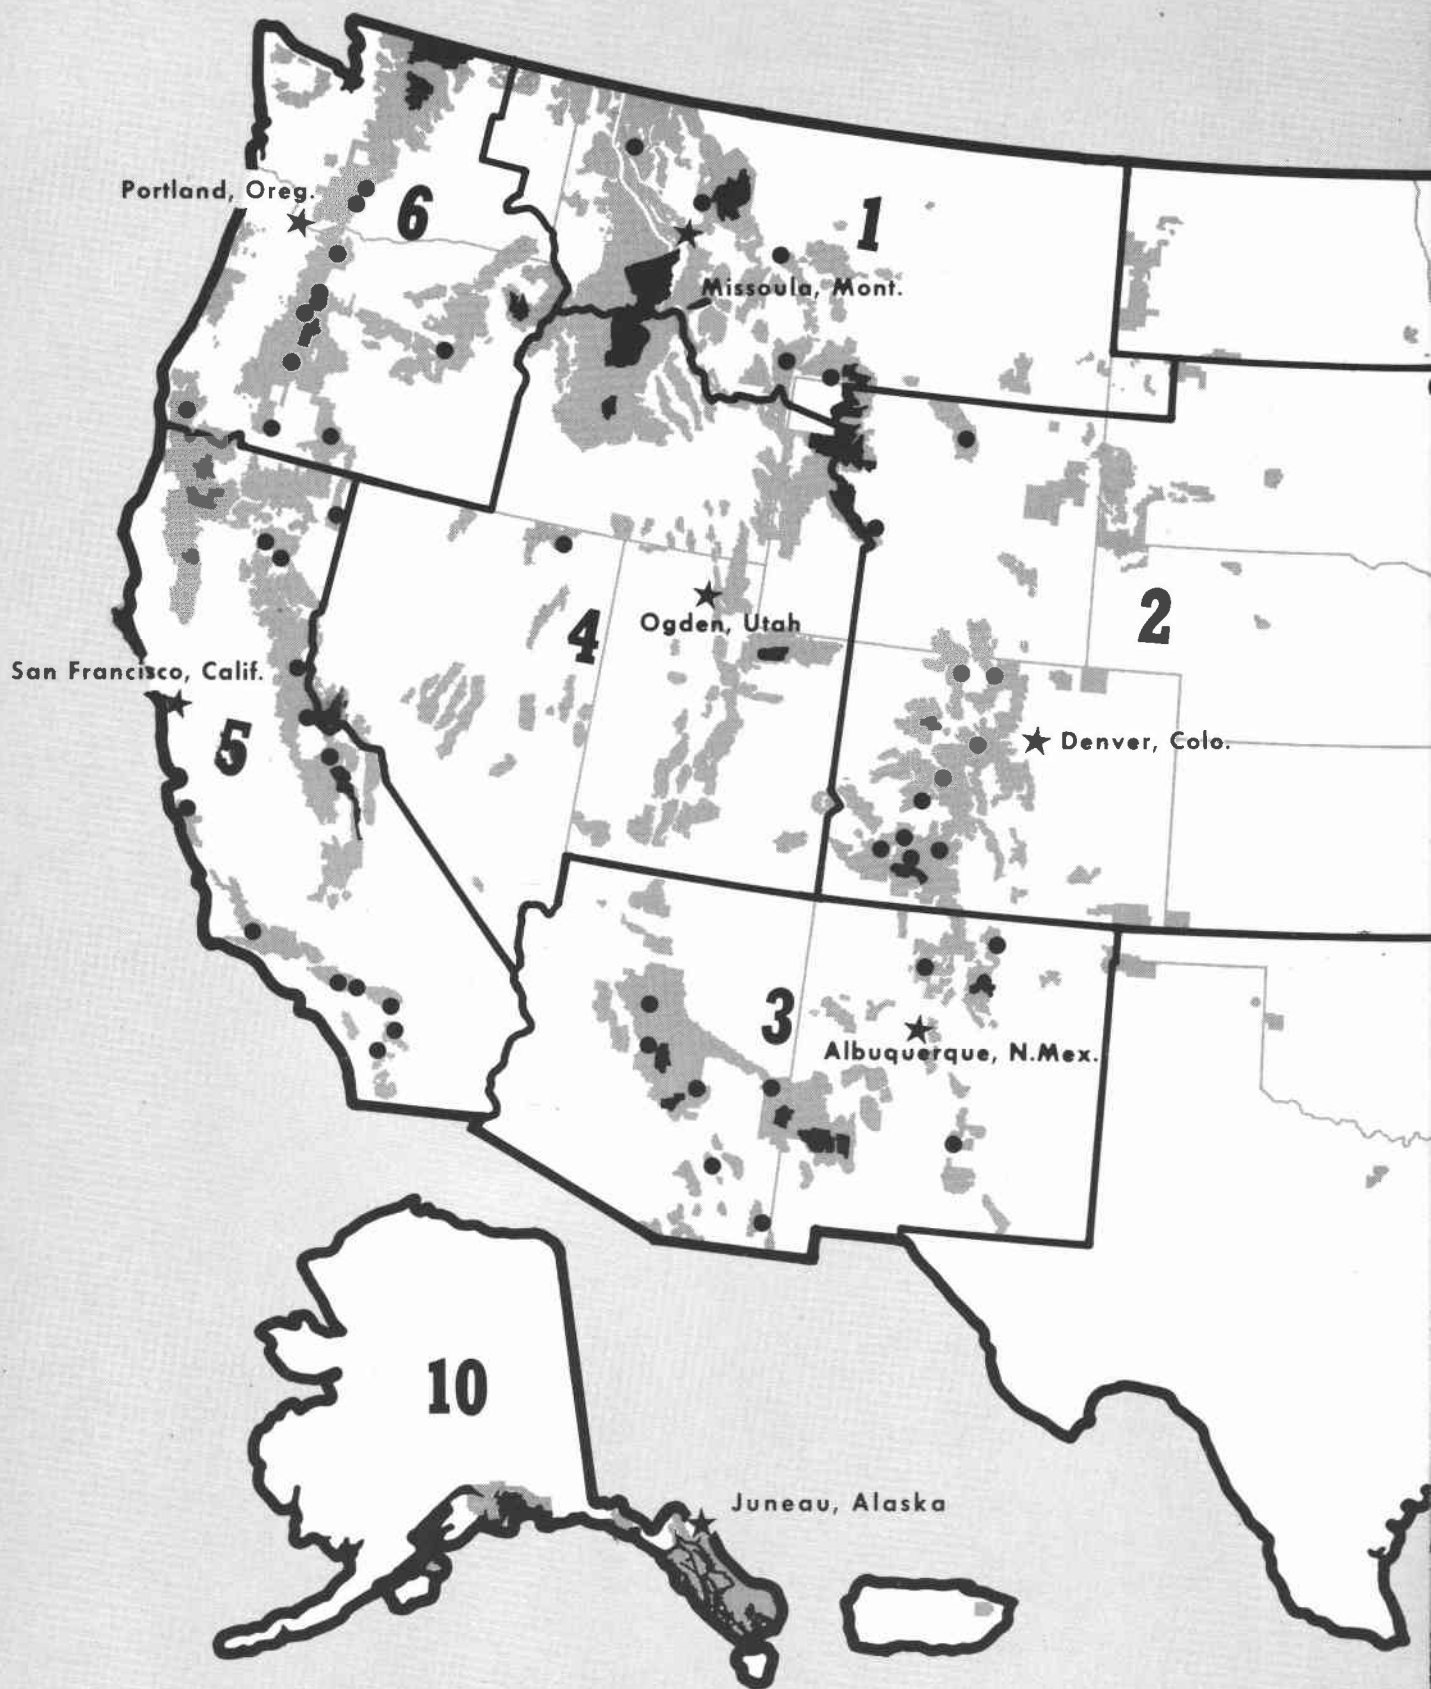 Portland, Oreg.
6
1
Missoula, Mont.
4
Ogden, Utah
2
San Francisco, Calif.
5
Denver, Colo.
3
Albuquerque, N.Mex.
10
Juneau, Alaska